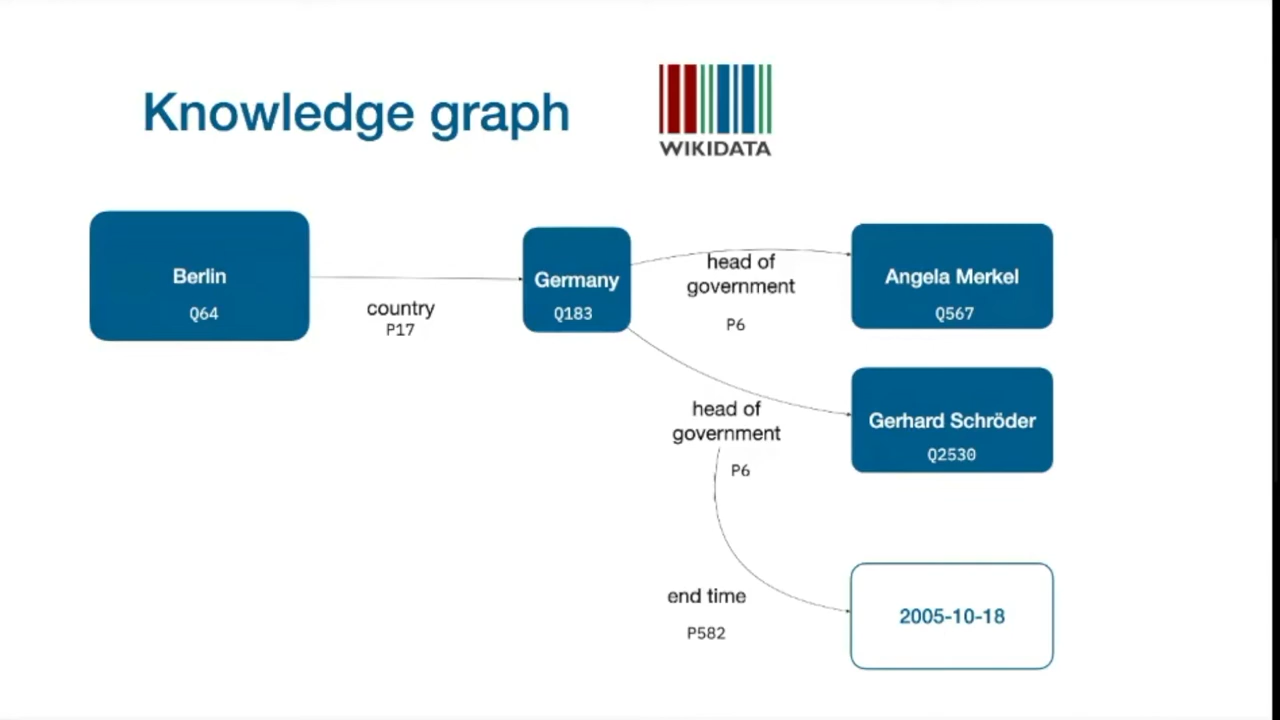 Knowledge graph
WIKIDATA
Berlin
Q64
country
P17
Germany
Q183
head of
government
P6
Angela Merkel
Q567
head of
government
P6
Gerhard Schröder
Q2530
end time
P582
2005-10-18